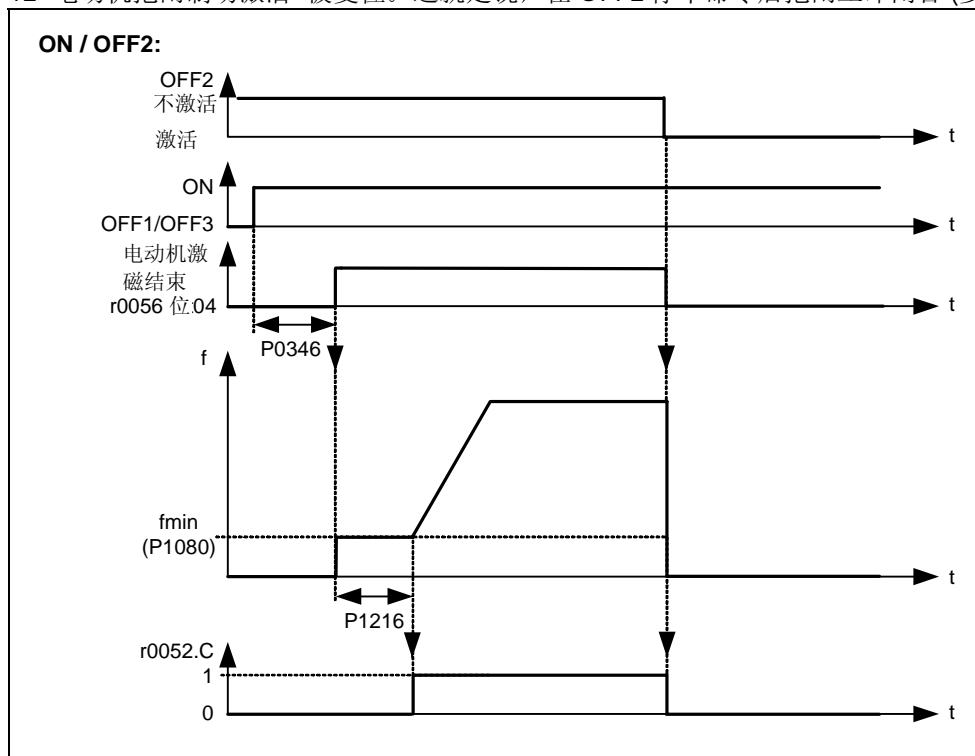 ON / OFF2:
OFF2
不激活
激活
t
ON
OFF1/OFF3
t
电动机激
磁结束
r0056 位:04
t
P0346
f
fmin
(P1080)
t
P1216
r0052.C
1
0
t